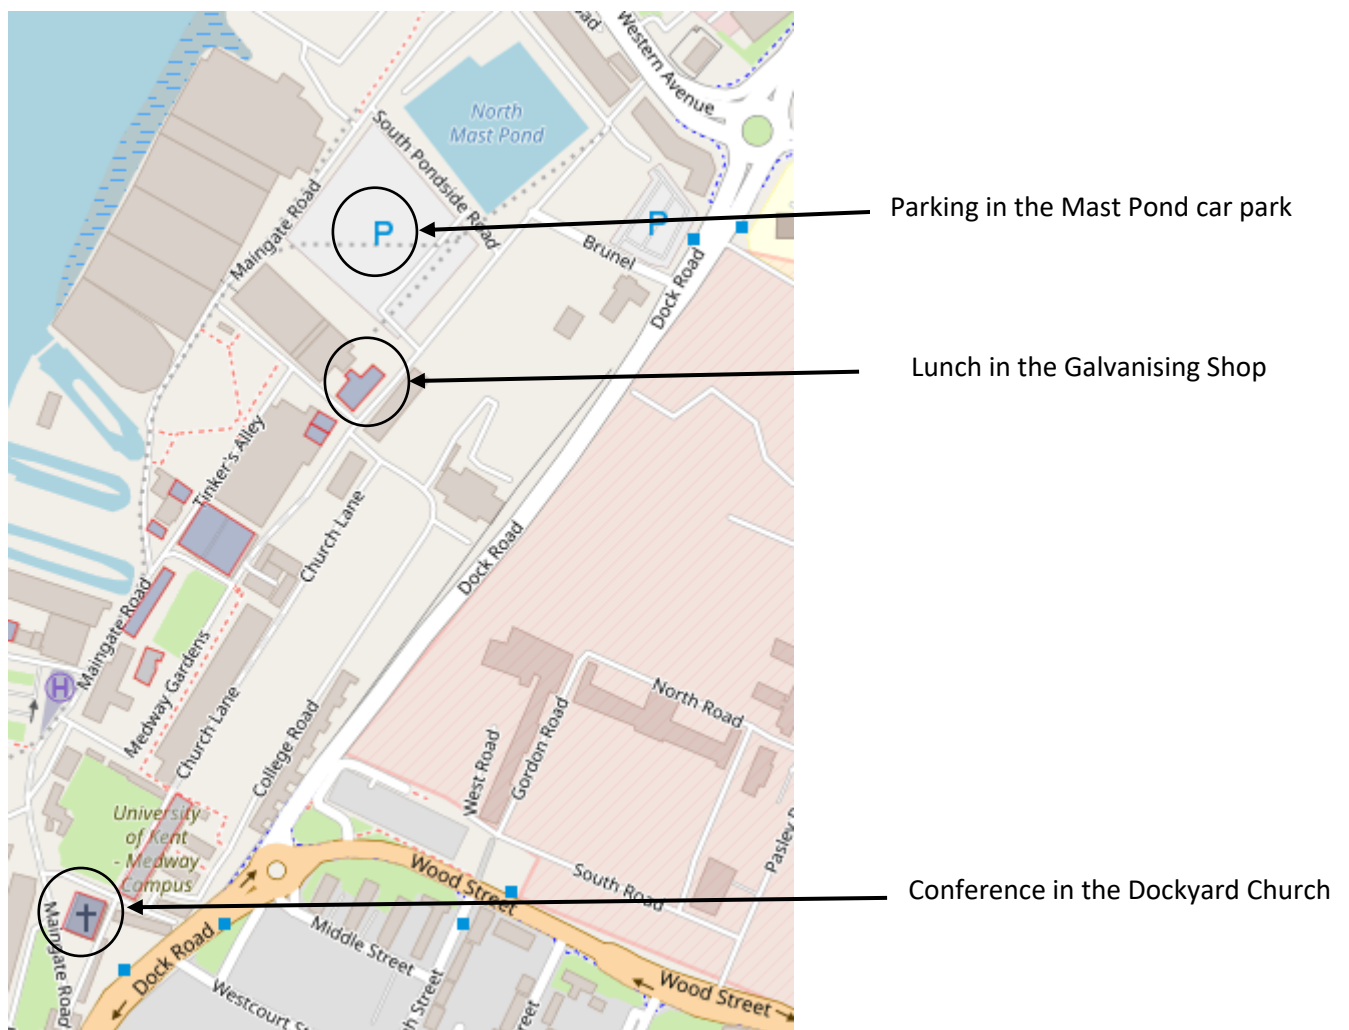 Western Avenue
North
Mast Pond
South Pondside Road
Maingate Road
P
P
Brunel
Dock Road
Parking in the Mast Pond car park
Lunch in the Galvanising Shop
Tinker's Alley
Church Lane
Dock Road
Maingate Road
H
Medway Gardens
Church Lane
College Road
North Road
West Road
Gordon Road
University
of Kent
- Medway
Campus
South Road
Wood Street
Conference in the Dockyard Church
Maingate Road
Dock Road
Middle Street
Westcourt
Wood Street